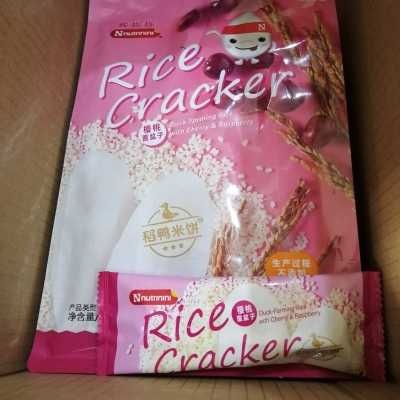 nutrinini
Rice
Cracker
樱桃
覆盆子
Duck-Farming Rice
with Cherry & Raspberry
稻鸭米饼
生产过程
不添加
产品类型
净含量
nutrinini
Rice
Cracker
樱桃
覆盆子
Duck-Farming Rice
with Cherry & Raspberry